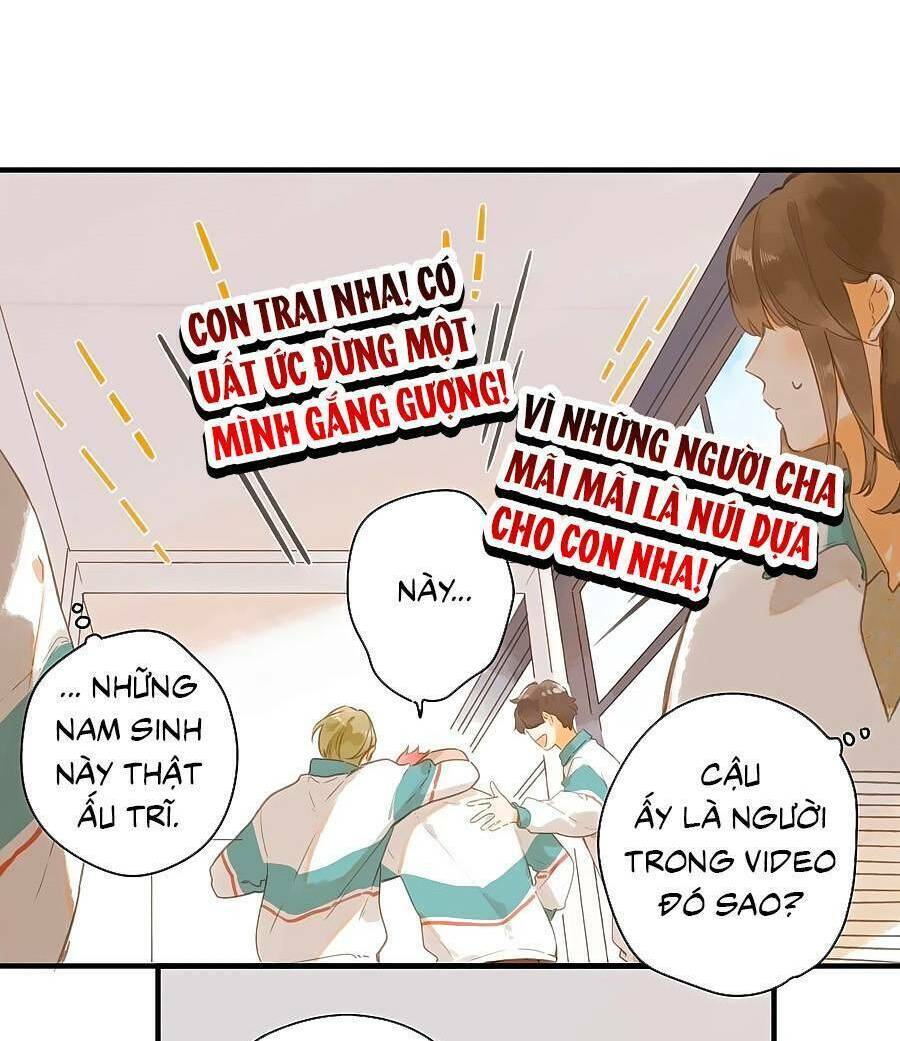 CON TRAI NHA! CÓ
UẤT ỨC ĐỪNG MỘT
MÌNH GẮNG GƯỢNG!
VÌ NHỮNG NGƯỜI CHA
MÃI MÃI LÀ NÚI DỰA
CHO CON NHA!
NÀY...
... NHỮNG
NAM SINH
NÀY THẬT
ẤU TRĨ.
CẬU
ẤY LÀ NGƯỜI
TRONG VIDEO
ĐÓ SAO?